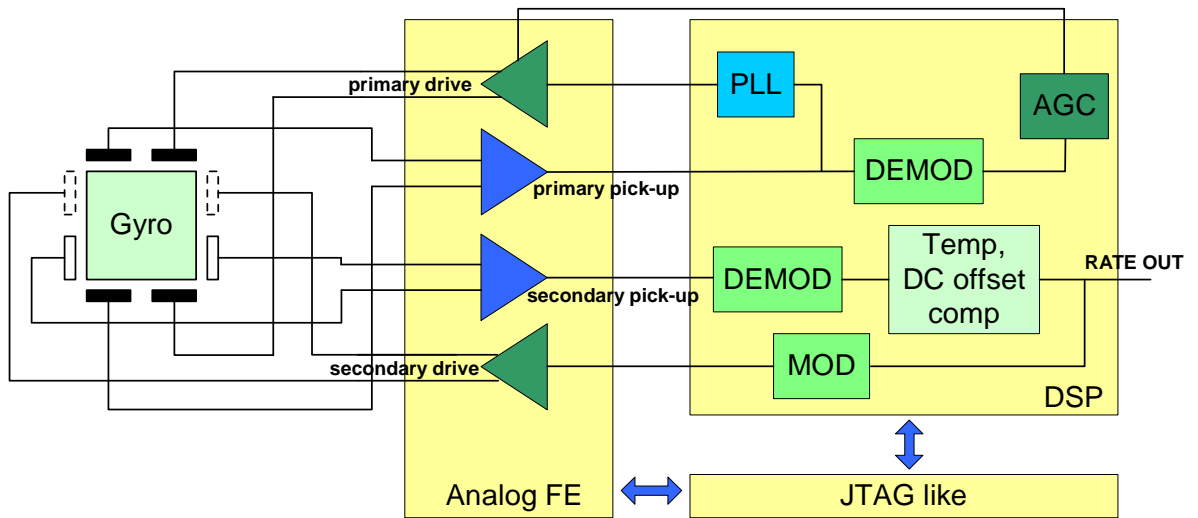 primary drive
PLL
AGC
primary pick-up
DEMOD
Gyro
Temp,
DC offset
comp
RATE OUT
DEMOD
secondary pick-up
secondary drive
MOD
DSP
Analog FE
JTAG like